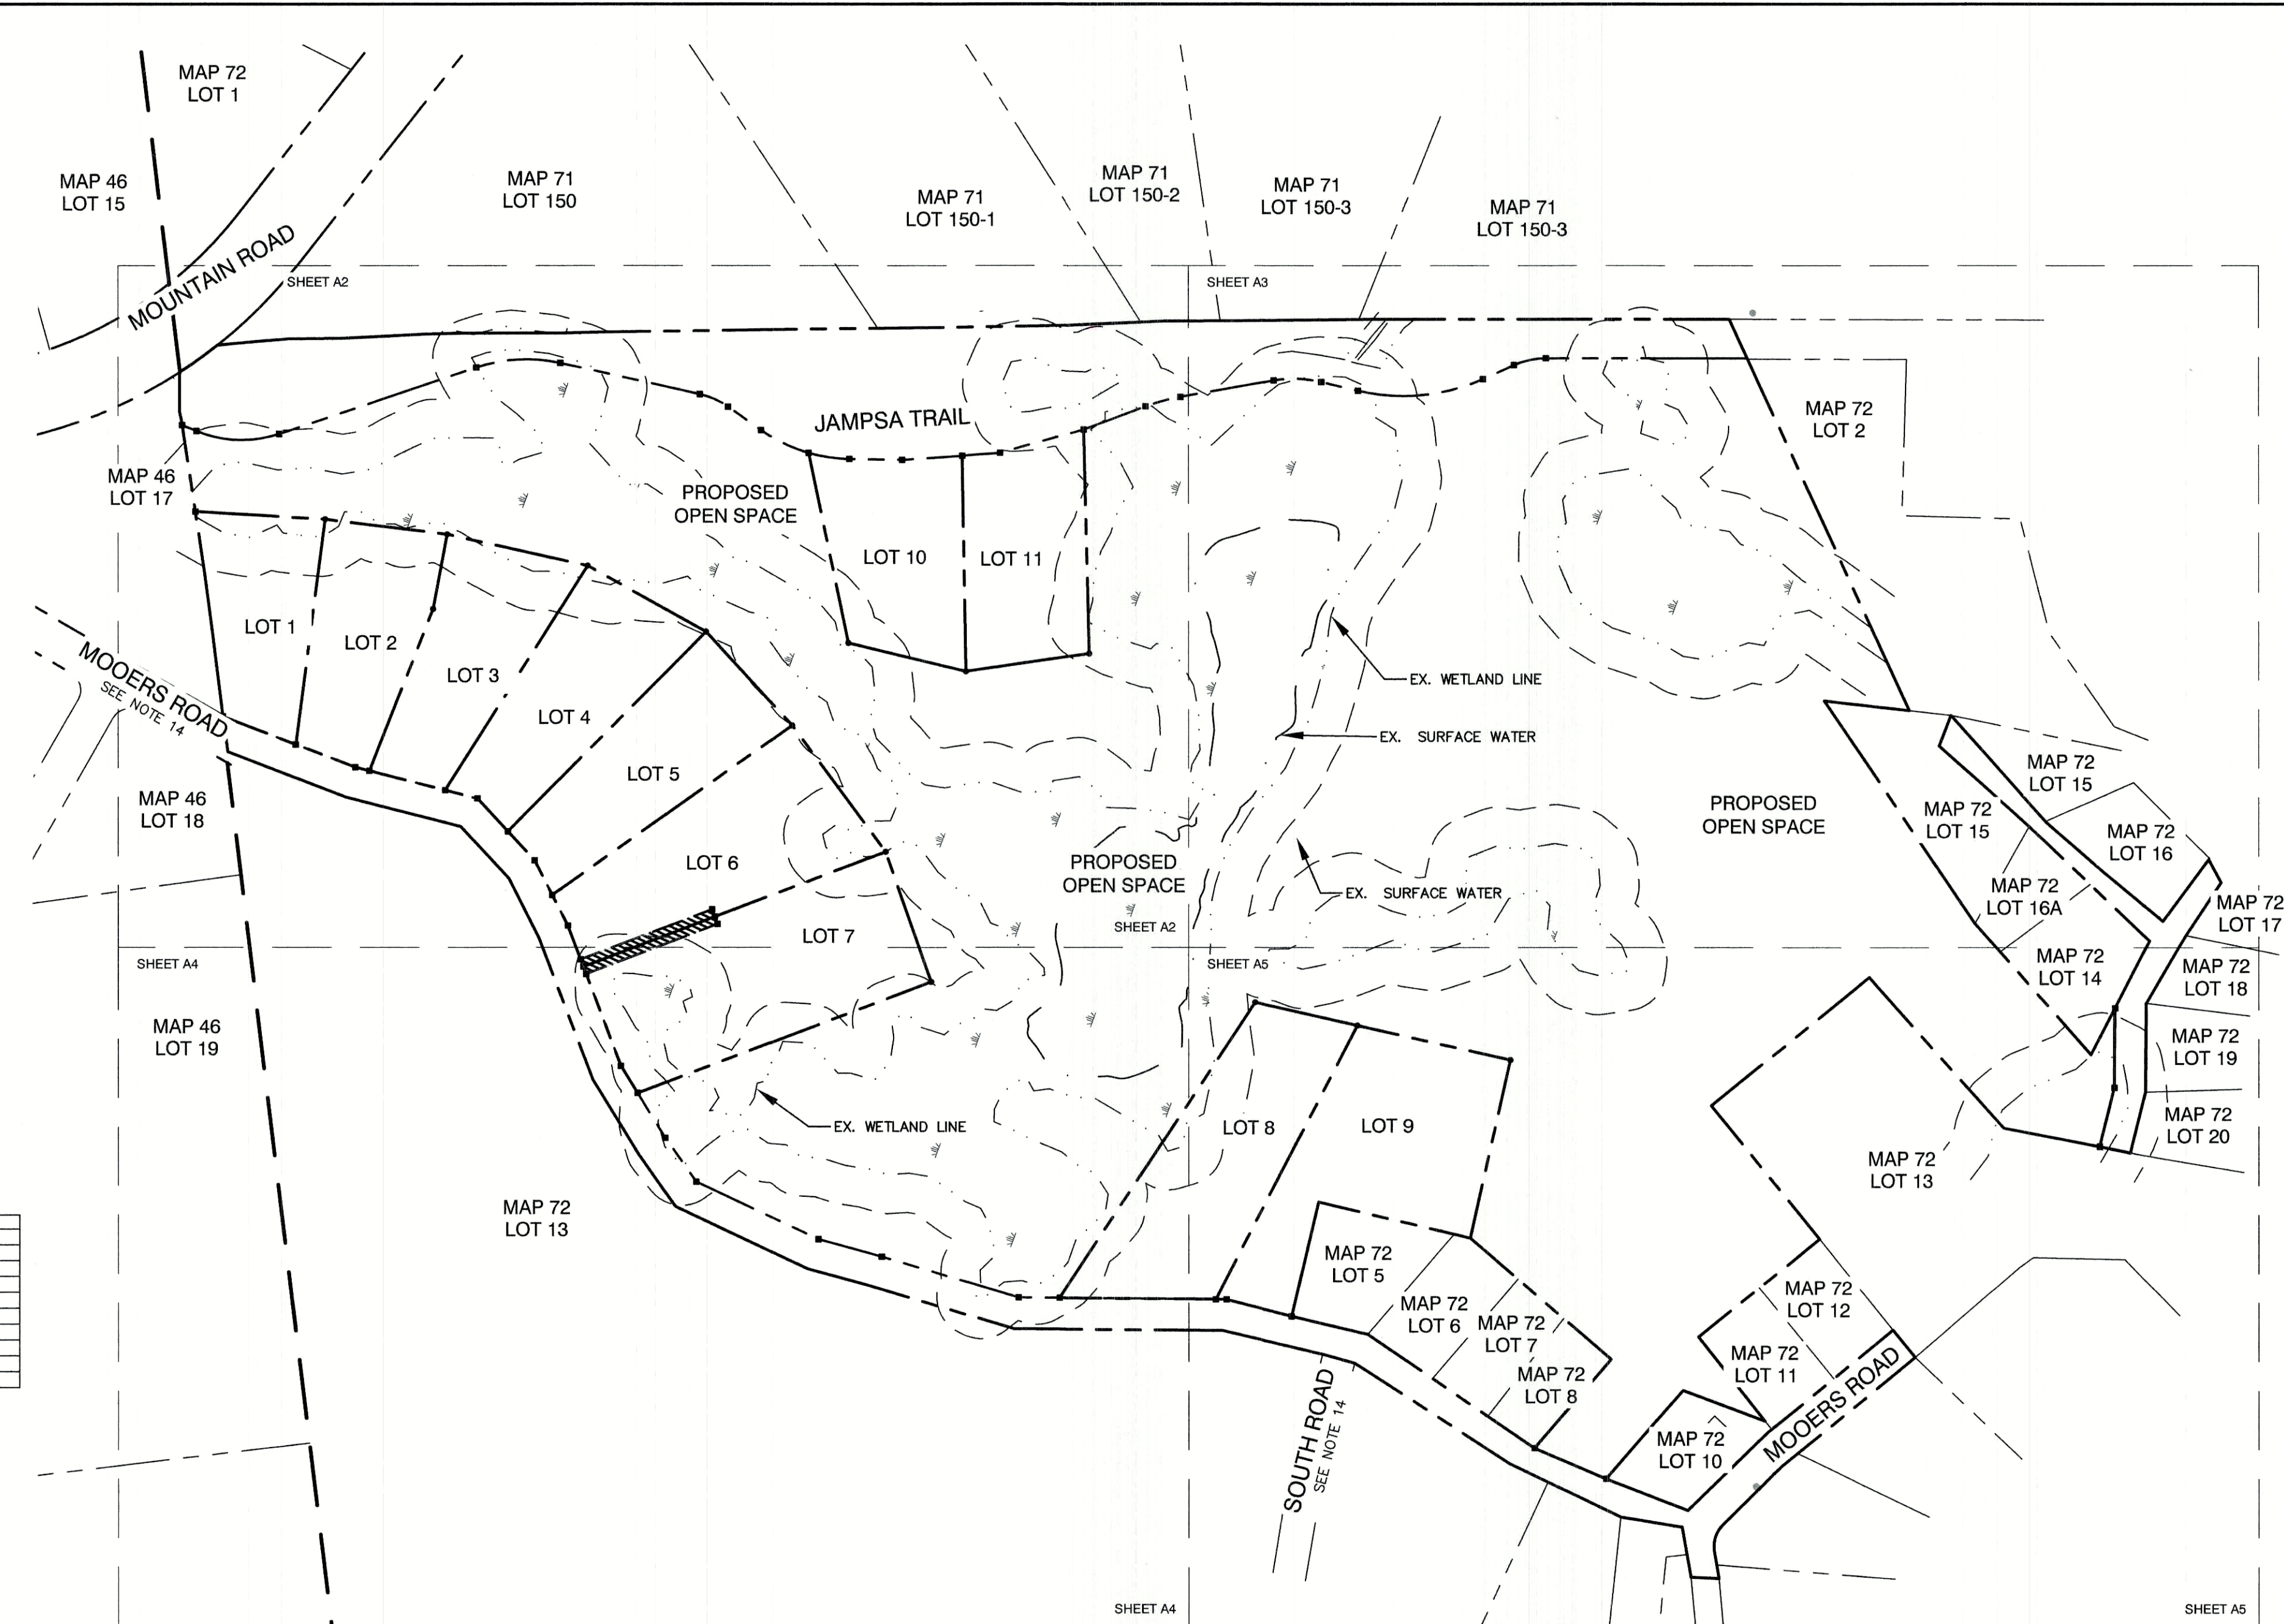 MAP 72
LOT 1
MAP 46
LOT 15
MAP 71
LOT 150
MAP 71
LOT 150-1
MAP 71
LOT 150-2
MAP 71
LOT 150-3
MAP 71
LOT 150-3
MOUNTAIN ROAD
SHEET A2
SHEET A3
JAMPSA TRAIL
MAP 72
LOT 2
MAP 46
LOT 17
PROPOSED
OPEN SPACE
LOT 10
LOT 11
LOT 1
LOT 2
LOT 3
LOT 4
LOT 5
LOT 6
LOT 7
MOOERS ROAD
SEE NOTE 14
EX. WETLAND LINE
EX. SURFACE WATER
MAP 46
LOT 18
PROPOSED
OPEN SPACE
EX. SURFACE WATER
PROPOSED
OPEN SPACE
MAP 72
LOT 15
MAP 72
LOT 15
MAP 72
LOT 16
MAP 72
LOT 16A
MAP 72
LOT 17
SHEET A2
SHEET A4
SHEET A5
MAP 72
LOT 14
MAP 72
LOT 18
MAP 46
LOT 19
MAP 72
LOT 19
MAP 72
LOT 20
EX. WETLAND LINE
LOT 8
LOT 9
MAP 72
LOT 13
MAP 72
LOT 13
MAP 72
LOT 5
MAP 72
LOT 6
MAP 72
LOT 7
MAP 72
LOT 8
MAP 72
LOT 12
MAP 72
LOT 11
MAP 72
LOT 10
MOOERS ROAD
SOUTH ROAD
SEE NOTE 14
SHEET A4
SHEET A5